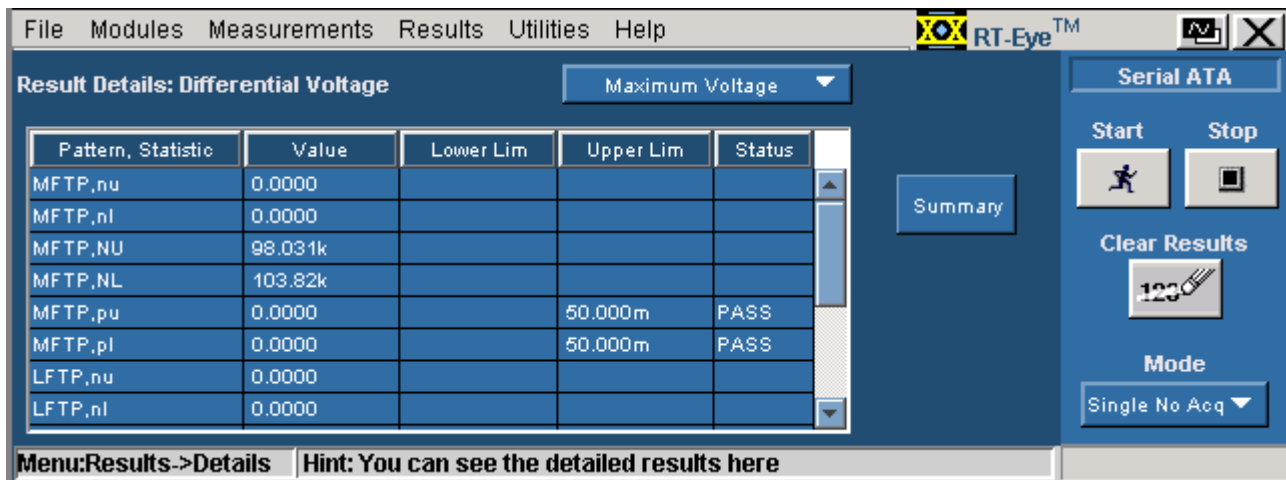 File Modules Measurements Results Utilities Help RT-Eye™
Result Details: Differential Voltage Maximum Voltage
Serial ATA
Pattern, Statistic Value Lower Lim Upper Lim Status
MFTP,nu 0.0000
MFTP,nl 0.0000
MFTP,NU 98.031k
MFTP,NL 103.82k
MFTP,pu 0.0000 50.000m PASS
MFTP,pl 0.0000 50.000m PASS
LFTP,nu 0.0000
LFTP,nl 0.0000
Summary
Start Stop
Clear Results
123
Mode
Single No Acq
Menu:Results->Details Hint: You can see the detailed results here